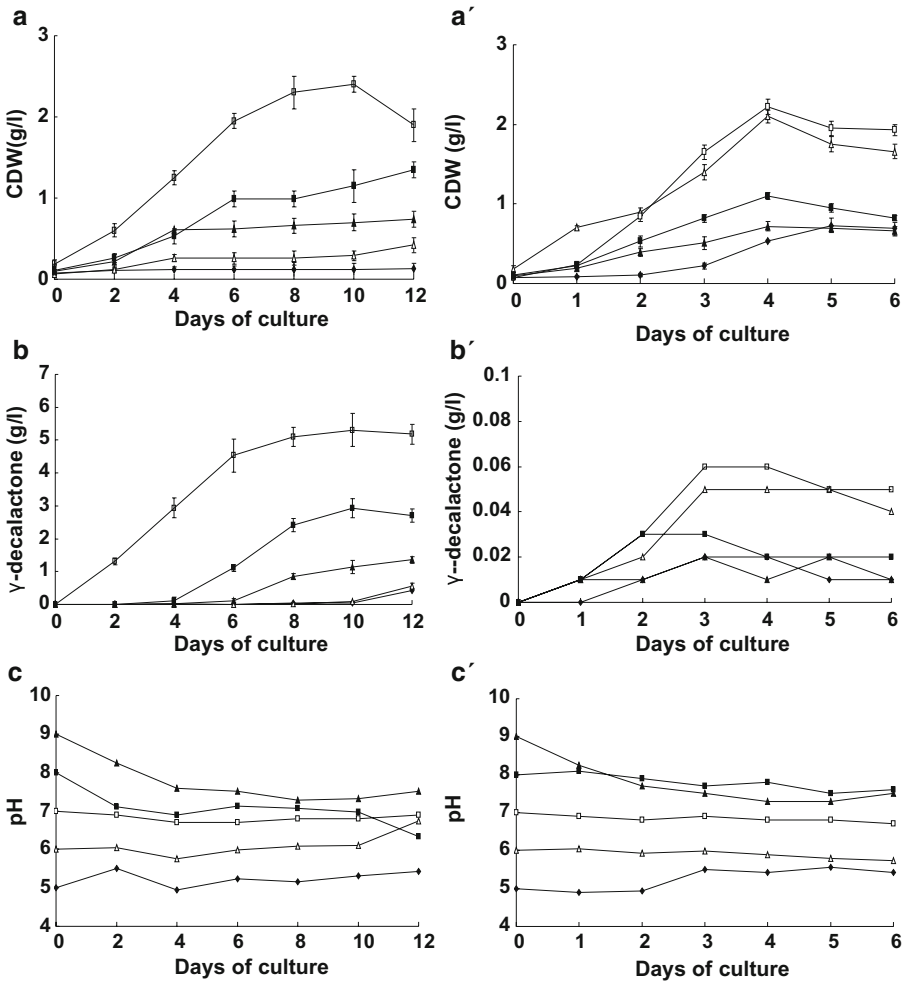 a
3
2
1
0
CDW(g/l)
0 2 4 6 8 10 12
Days of culture
a´
3
2
1
0
CDW (g/l)
0 1 2 3 4 5 6
Days of culture
b
7
6
5
4
3
2
1
0
γ-decalactone (g/l)
0 2 4 6 8 10 12
Days of culture
b´
0.1
0.08
0.06
0.04
0.02
0
γ--decalactone (g/l)
0 1 2 3 4 5 6
Days of culture
c
10
9
8
7
6
5
4
pH
0 2 4 6 8 10 12
Days of culture
c´
10
9
8
7
6
5
4
pH
0 1 2 3 4 5 6
Days of culture